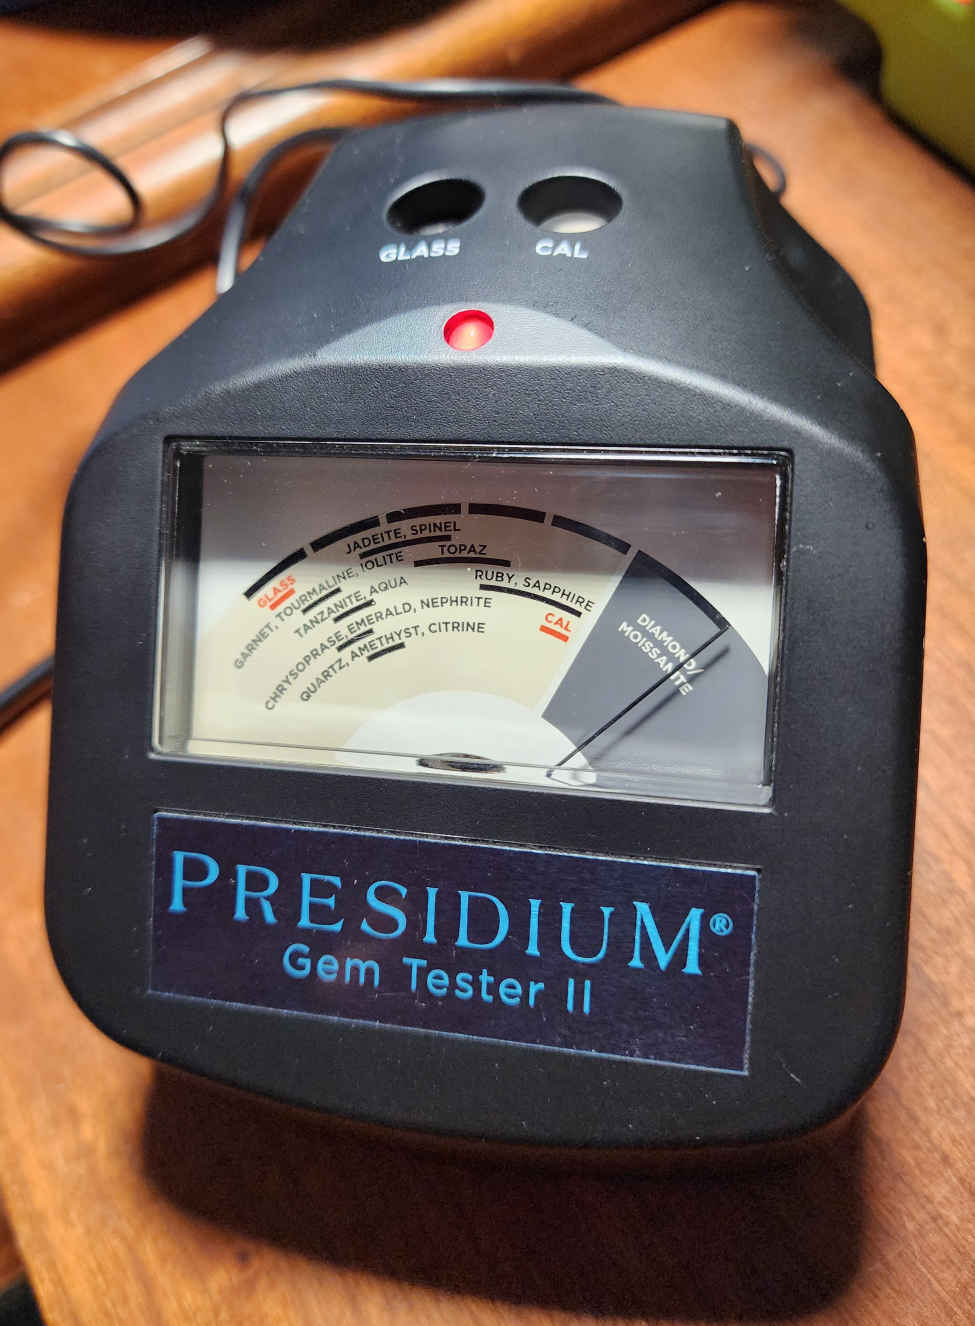 GLASS
CAL
JADEITE, SPINEL
TOPAZ
GLASS
GARNET, TOURMALINE, IOLITE
RUBY, SAPPHIRE
TANZANITE, AQUA
CAL
CHRYSOPRASE, EMERALD, NEPHRITE
QUARTZ, AMETHYST, CITRINE
DIAMOND/
MOISSANITE
PRESIDIUM®
Gem Tester II